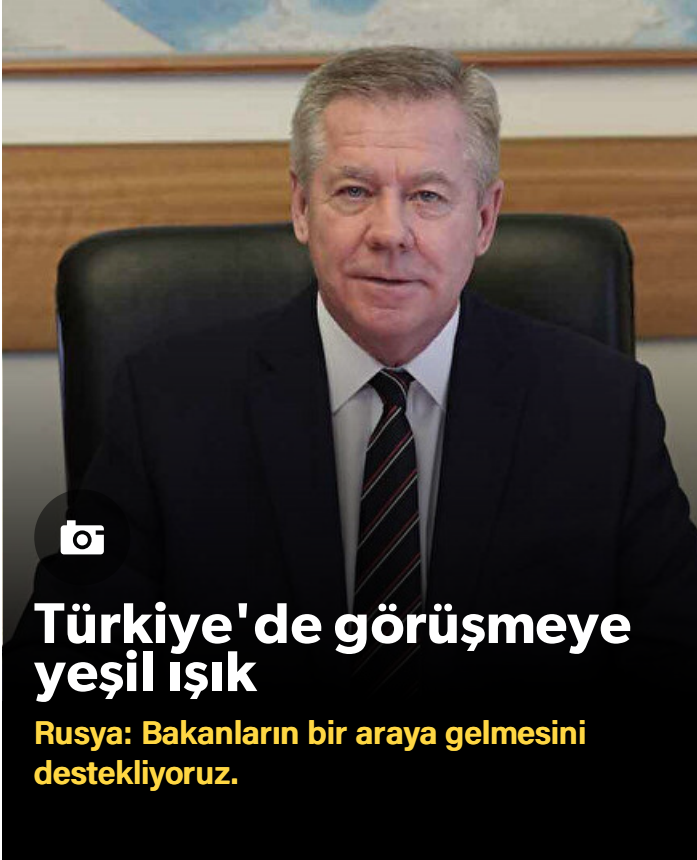 Türkiye'de görüşmeye
yeşil ışık
Rusya: Bakanların bir araya gelmesini
destekliyoruz.